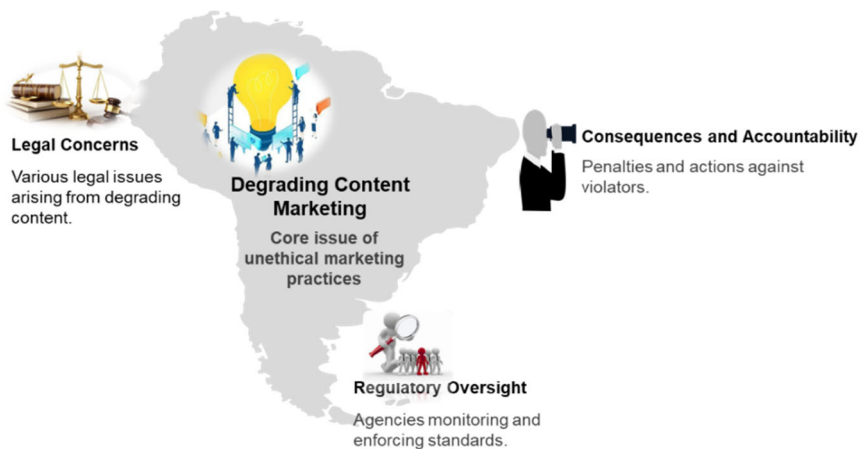 Legal Concerns
Various legal issues
arising from degrading
content.
Degrading Content
Marketing
Core issue of
unethical marketing
practices
Consequences and Accountability
Penalties and actions against
violators.
Regulatory Oversight
Agencies monitoring and
enforcing standards.